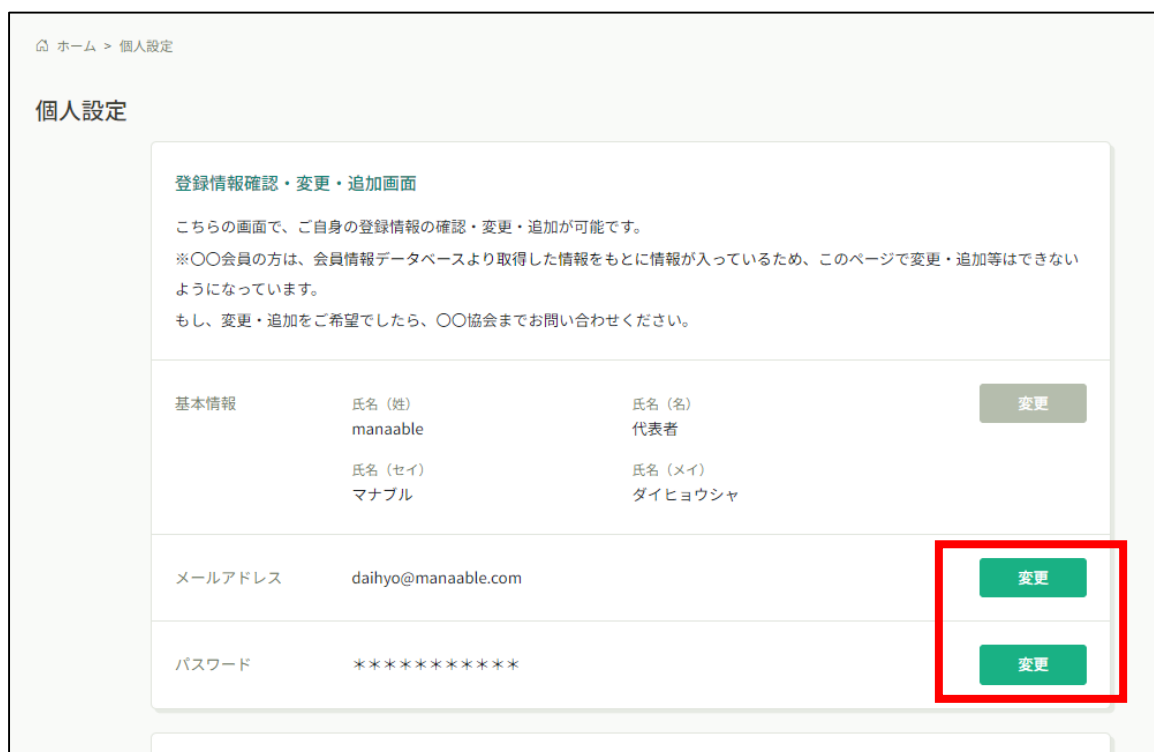 ホーム > 個人設定
個人設定
登録情報確認・変更・追加画面
こちらの画面で、ご自身の登録情報の確認・変更・追加が可能です。
※〇〇会員の方は、会員情報データベースより取得した情報をもとに情報が入っているため、このページで変更・追加等はできない
ようになっています。
もし、変更・追加をご希望でしたら、〇〇協会までお問い合わせください。
基本情報
氏名（姓）
manaable
氏名（名）
代表者
変更
氏名（セイ）
マナブル
氏名（メイ）
ダイヒョウシャ
メールアドレス daihyo@manaable.com 変更
パスワード ＊＊＊＊＊＊＊＊＊＊＊ 変更